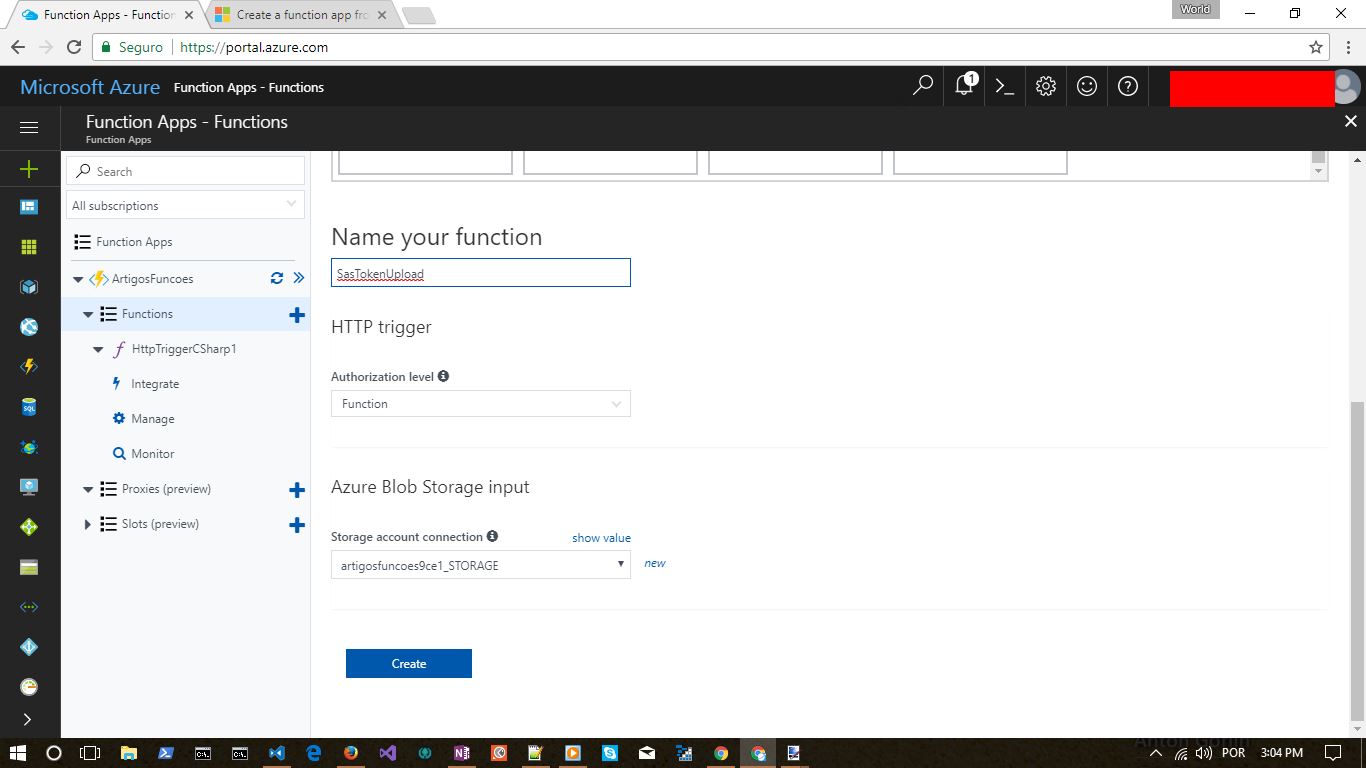 Function Apps - Function
Create a function app fro
World
Seguro
https://portal.azure.com
Microsoft Azure
Function Apps - Functions
1
Function Apps - Functions
Function Apps
Search
All subscriptions
Function Apps
ArtigosFuncoes
Functions
HttpTriggerCSharp1
Integrate
Manage
Monitor
Proxies (preview)
Slots (preview)
Name your function
SasTokenUpload
HTTP trigger
Authorization level
Function
Azure Blob Storage input
Storage account connection
show value
artigosfuncoes9ce1_STORAGE
new
Create
POR
3:04 PM